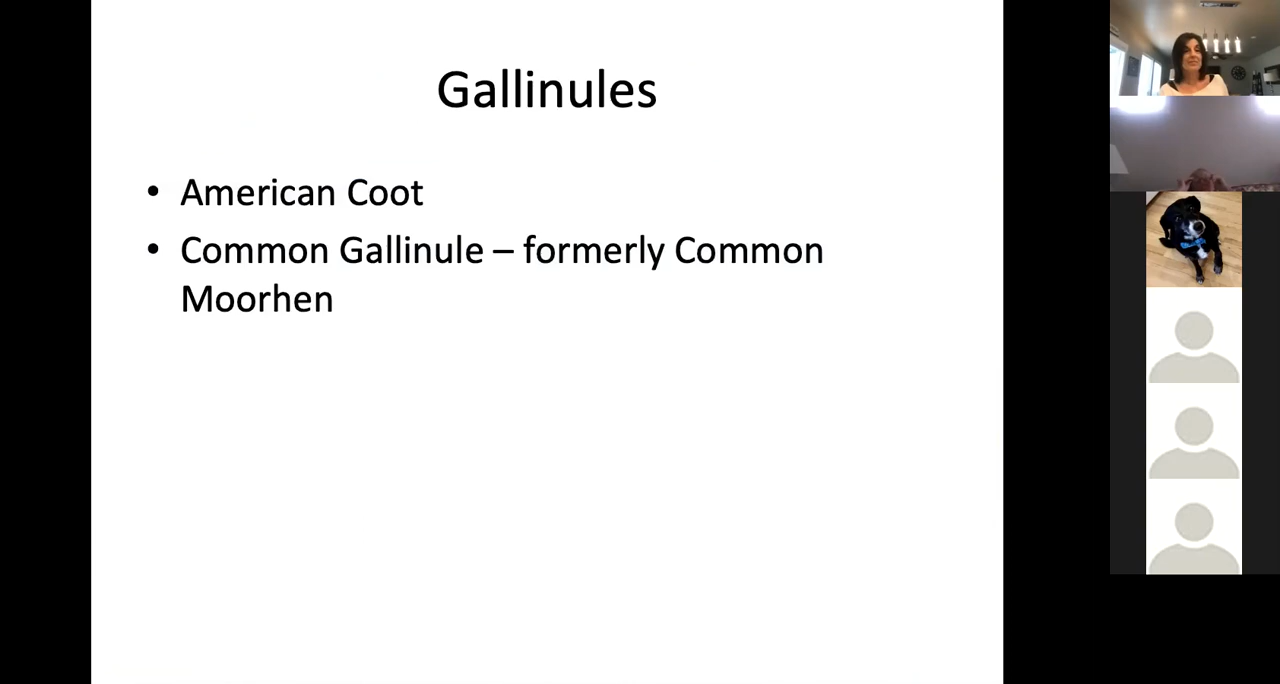 Gallinules
• American Coot
• Common Gallinule – formerly Common
Moorhen